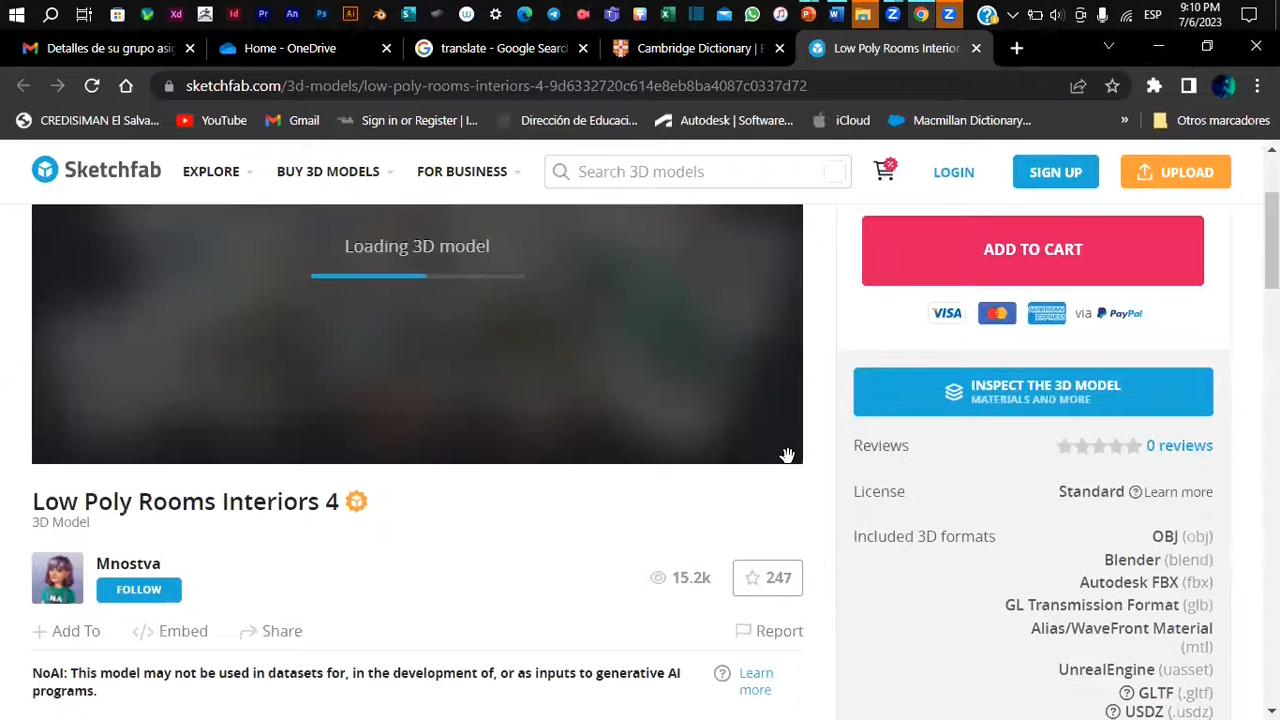 9:10 PM
ESP
7/6/2023
Detalles de su grupo asi
Home - OneDrive
translate - Google Search
Cambridge Dictionary | E
Low Poly Rooms Interior
sketchfab.com/3d-models/low-poly-rooms-interiors-4-9d6332720c614e8eb8ba4087c0337d72
CREDISIMAN El Salva...
YouTube
Gmail
Sign in or Register | I...
Dirección de Educaci...
Autodesk | Software...
iCloud
Macmillan Dictionary...
»
Otros marcadores
Sketchfab
EXPLORE
BUY 3D MODELS
FOR BUSINESS
Search 3D models
LOGIN
SIGN UP
UPLOAD
Loading 3D model
ADD TO CART
VISA
AMERICAN EXPRESS
via PayPal
INSPECT THE 3D MODEL
MATERIALS AND MORE
Reviews
0 reviews
License
Standard
Learn more
Included 3D formats
OBJ (obj)
Blender (blend)
Autodesk FBX (fbx)
GL Transmission Format (glb)
Alias/WaveFront Material
(mtl)
UnrealEngine (uasset)
GLTF (.gltf)
USDZ (.usdz)
Low Poly Rooms Interiors 4
3D Model
Mnostva
FOLLOW
15.2k
247
Add To
Embed
Share
Report
NoAI: This model may not be used in datasets for, in the development of, or as inputs to generative AI
programs.
Learn
more